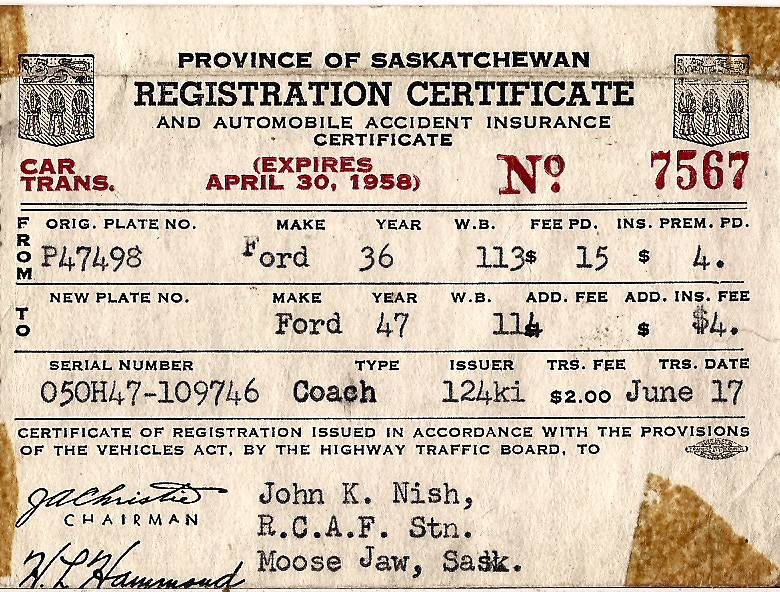 PROVINCE OF SASKATCHEWAN
REGISTRATION CERTIFICATE
AND AUTOMOBILE ACCIDENT INSURANCE
CERTIFICATE
CAR TRANS. (EXPIRES APRIL 30, 1958) No. 7567
FROM
ORIG. PLATE NO. MAKE YEAR W.B. FEE PD. INS. PREM. PD.
P47498 Ford 36 113 $ 15 $ 4.
TO
NEW PLATE NO. MAKE YEAR W.B. ADD. FEE ADD. INS. FEE
Ford 47 114 $ $4.
SERIAL NUMBER TYPE ISSUER TRS. FEE TRS. DATE
050H47-109746 Coach 124ki $2.00 June 17
CERTIFICATE OF REGISTRATION ISSUED IN ACCORDANCE WITH THE PROVISIONS
OF THE VEHICLES ACT, BY THE HIGHWAY TRAFFIC BOARD, TO
JA Christie
CHAIRMAN
H. L. Hammond
John K. Nish,
R.C.A.F. Stn.
Moose Jaw, Sask.